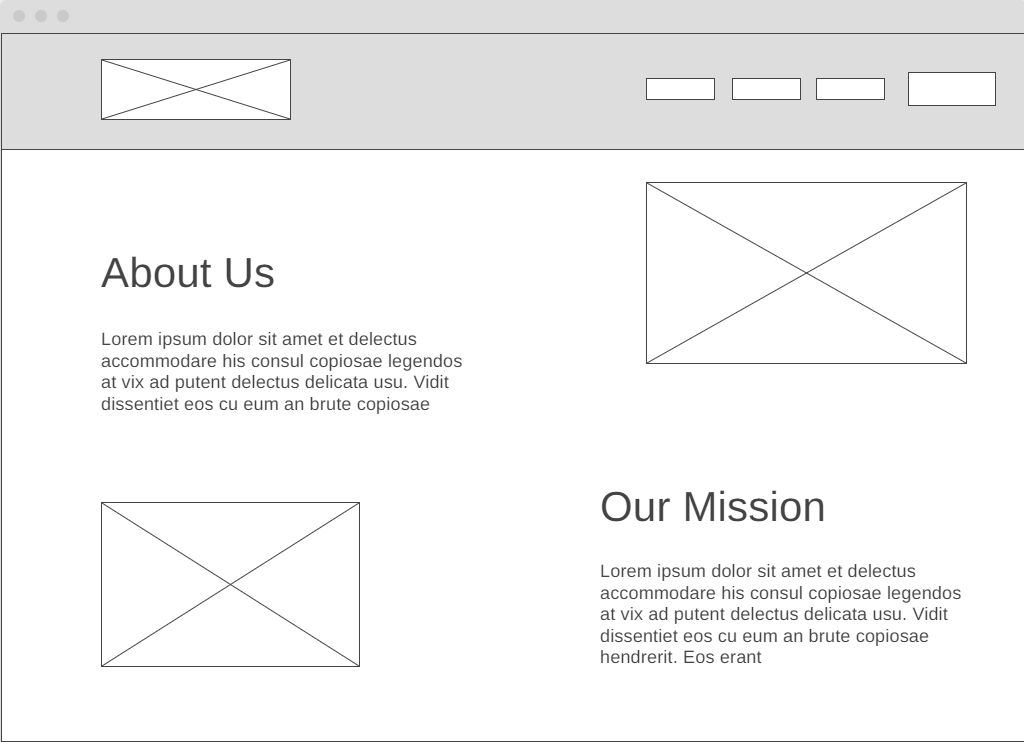 About Us
Lorem ipsum dolor sit amet et delectus
accommodare his consul copiosae legendos
at vix ad putent delectus delicata usu. Vidit
dissentiet eos cu eum an brute copiosae
Our Mission
Lorem ipsum dolor sit amet et delectus
accommodare his consul copiosae legendos
at vix ad putent delectus delicata usu. Vidit
dissentiet eos cu eum an brute copiosae
hendrerit. Eos erant